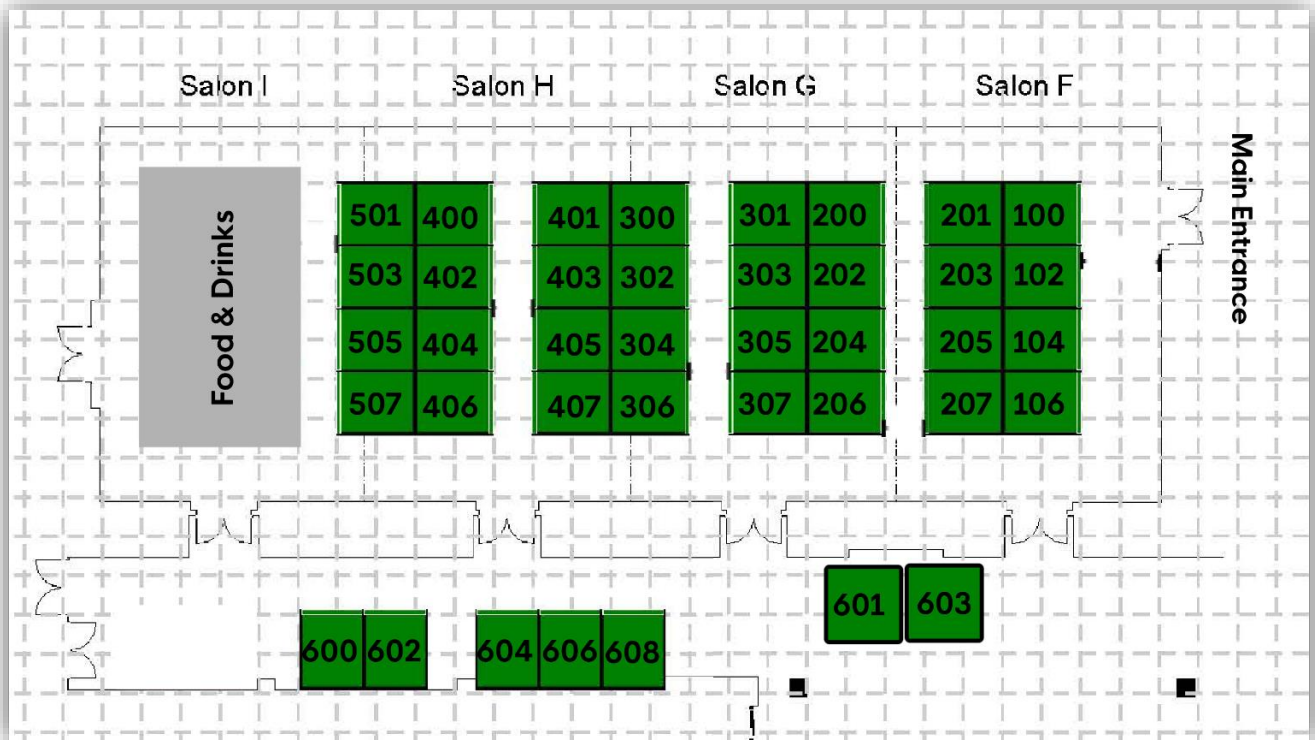 Salon I Salon H Salon G Salon F
Main Entrance
Food & Drinks
501 400 401 300 301 200 201 100
503 402 403 302 303 202 203 102
505 404 405 304 305 204 205 104
507 406 407 306 307 206 207 106
601 603
600 602 604 606 608